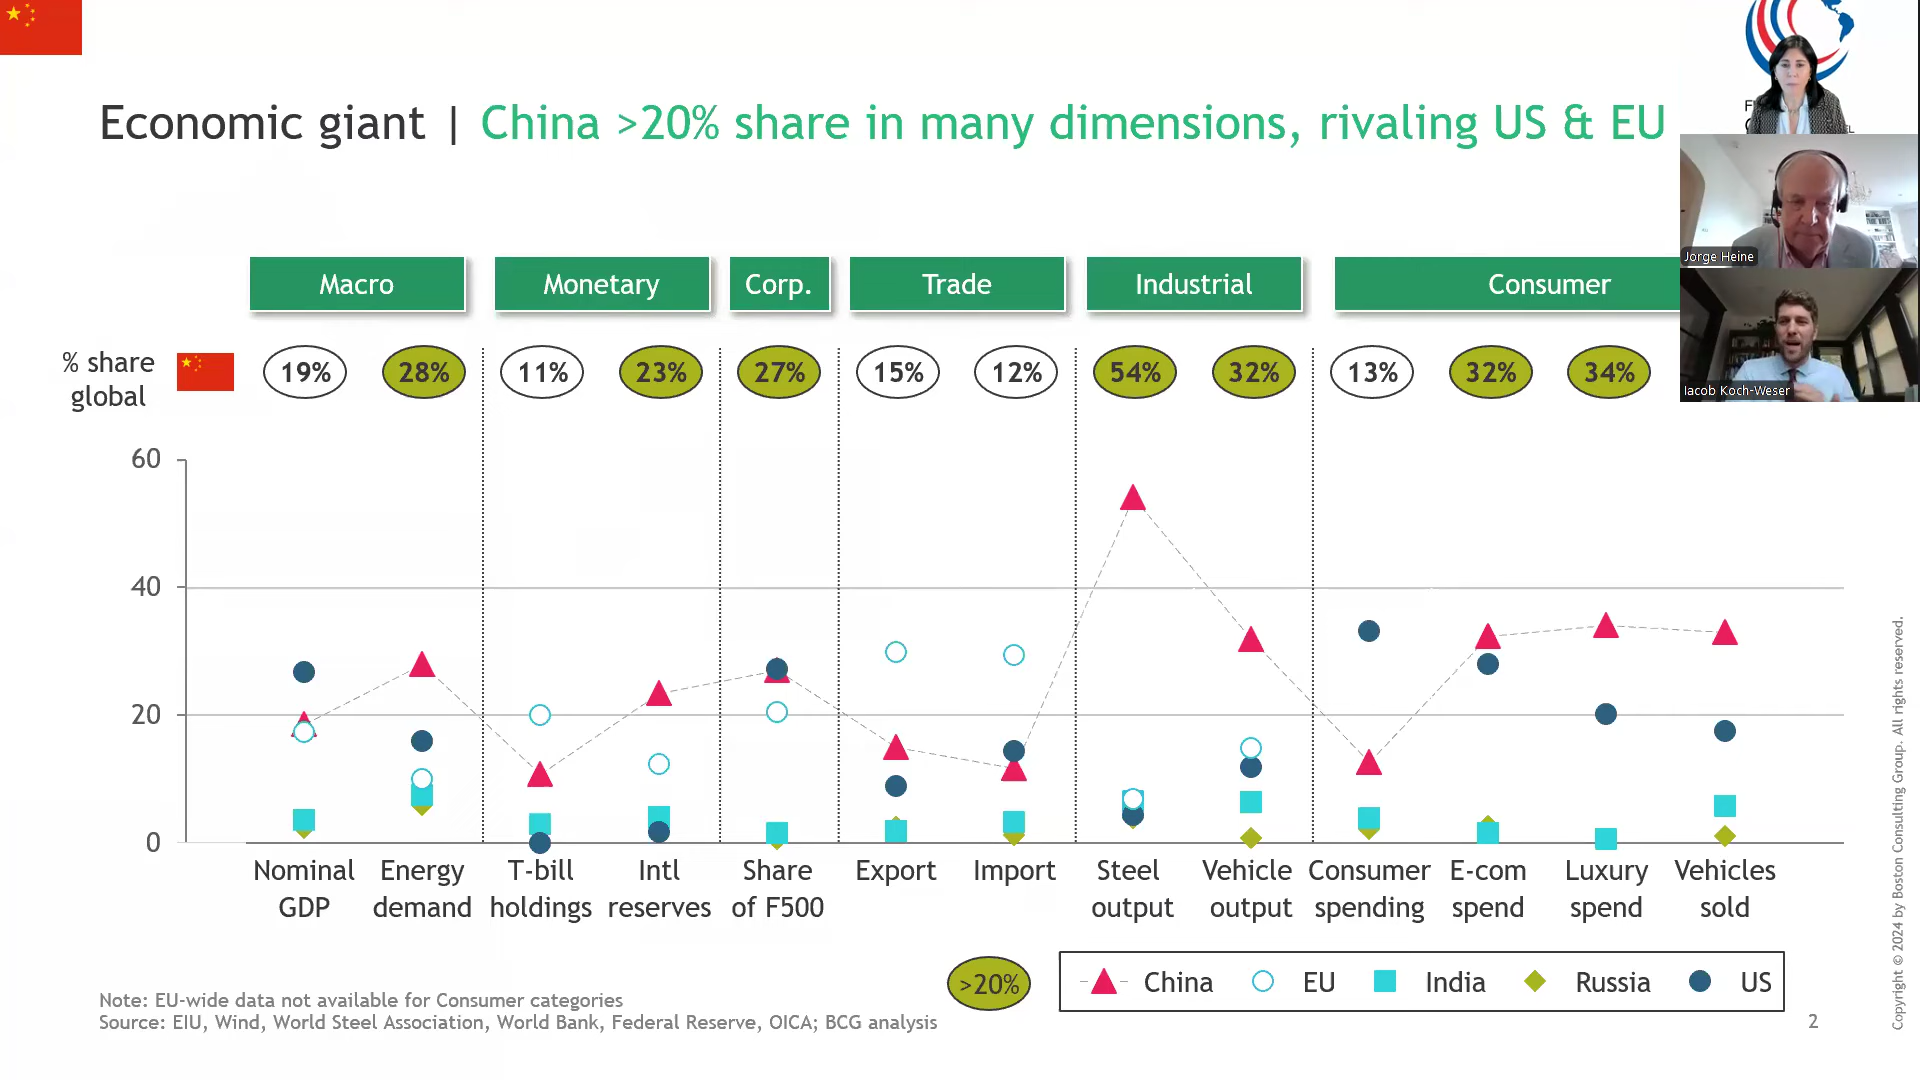 Economic giant | China >20% share in many dimensions, rivaling US & EU
Jorge Heine
Iacob Koch-Weser
Macro
Monetary
Corp.
Trade
Industrial
Consumer
% share
global
19%
28%
11%
23%
27%
15%
12%
54%
32%
13%
32%
34%
60
40
20
0
Nominal
GDP
Energy
demand
T-bill
holdings
Intl
reserves
Share
of F500
Export
Import
Steel
output
Vehicle
output
Consumer
spending
E-com
spend
Luxury
spend
Vehicles
sold
>20%
China
EU
India
Russia
US
Note: EU-wide data not available for Consumer categories
Source: EIU, Wind, World Steel Association, World Bank, Federal Reserve, OICA; BCG analysis
2
Copyright © 2024 by Boston Consulting Group. All rights reserved.